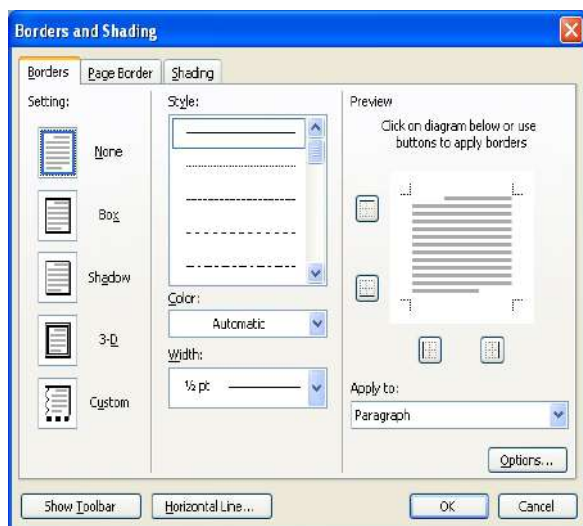 Borders and Shading
Borders
Page Border
Shading
Setting:
None
Box
Shadow
3-D
Custom
Style:
Color:
Automatic
Width:
½ pt
Preview
Click on diagram below or use
buttons to apply borders
Apply to:
Paragraph
Options...
Show Toolbar
Horizontal Line...
OK
Cancel